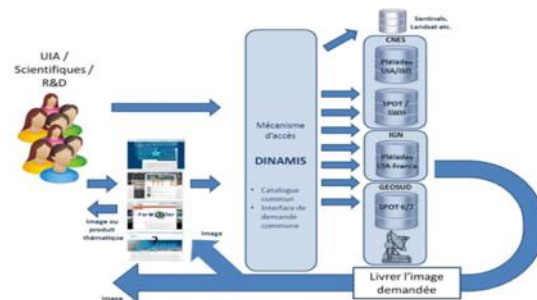 UIA /
Scientifiques /
R&D
Image ou
produit
thématique
Image
Image
Mécanisme
d'accès
DINAMIS
• Catalogue
commun
• Interface de
demande
commune
Sentinels,
Landsat etc.
CNES
Pléiades
UIA/ISIS
SPOT /
SWH
IGN
Pléiades
UIA-France
GEOSUD
SPOT 6/7
Livrer l'image
demandée